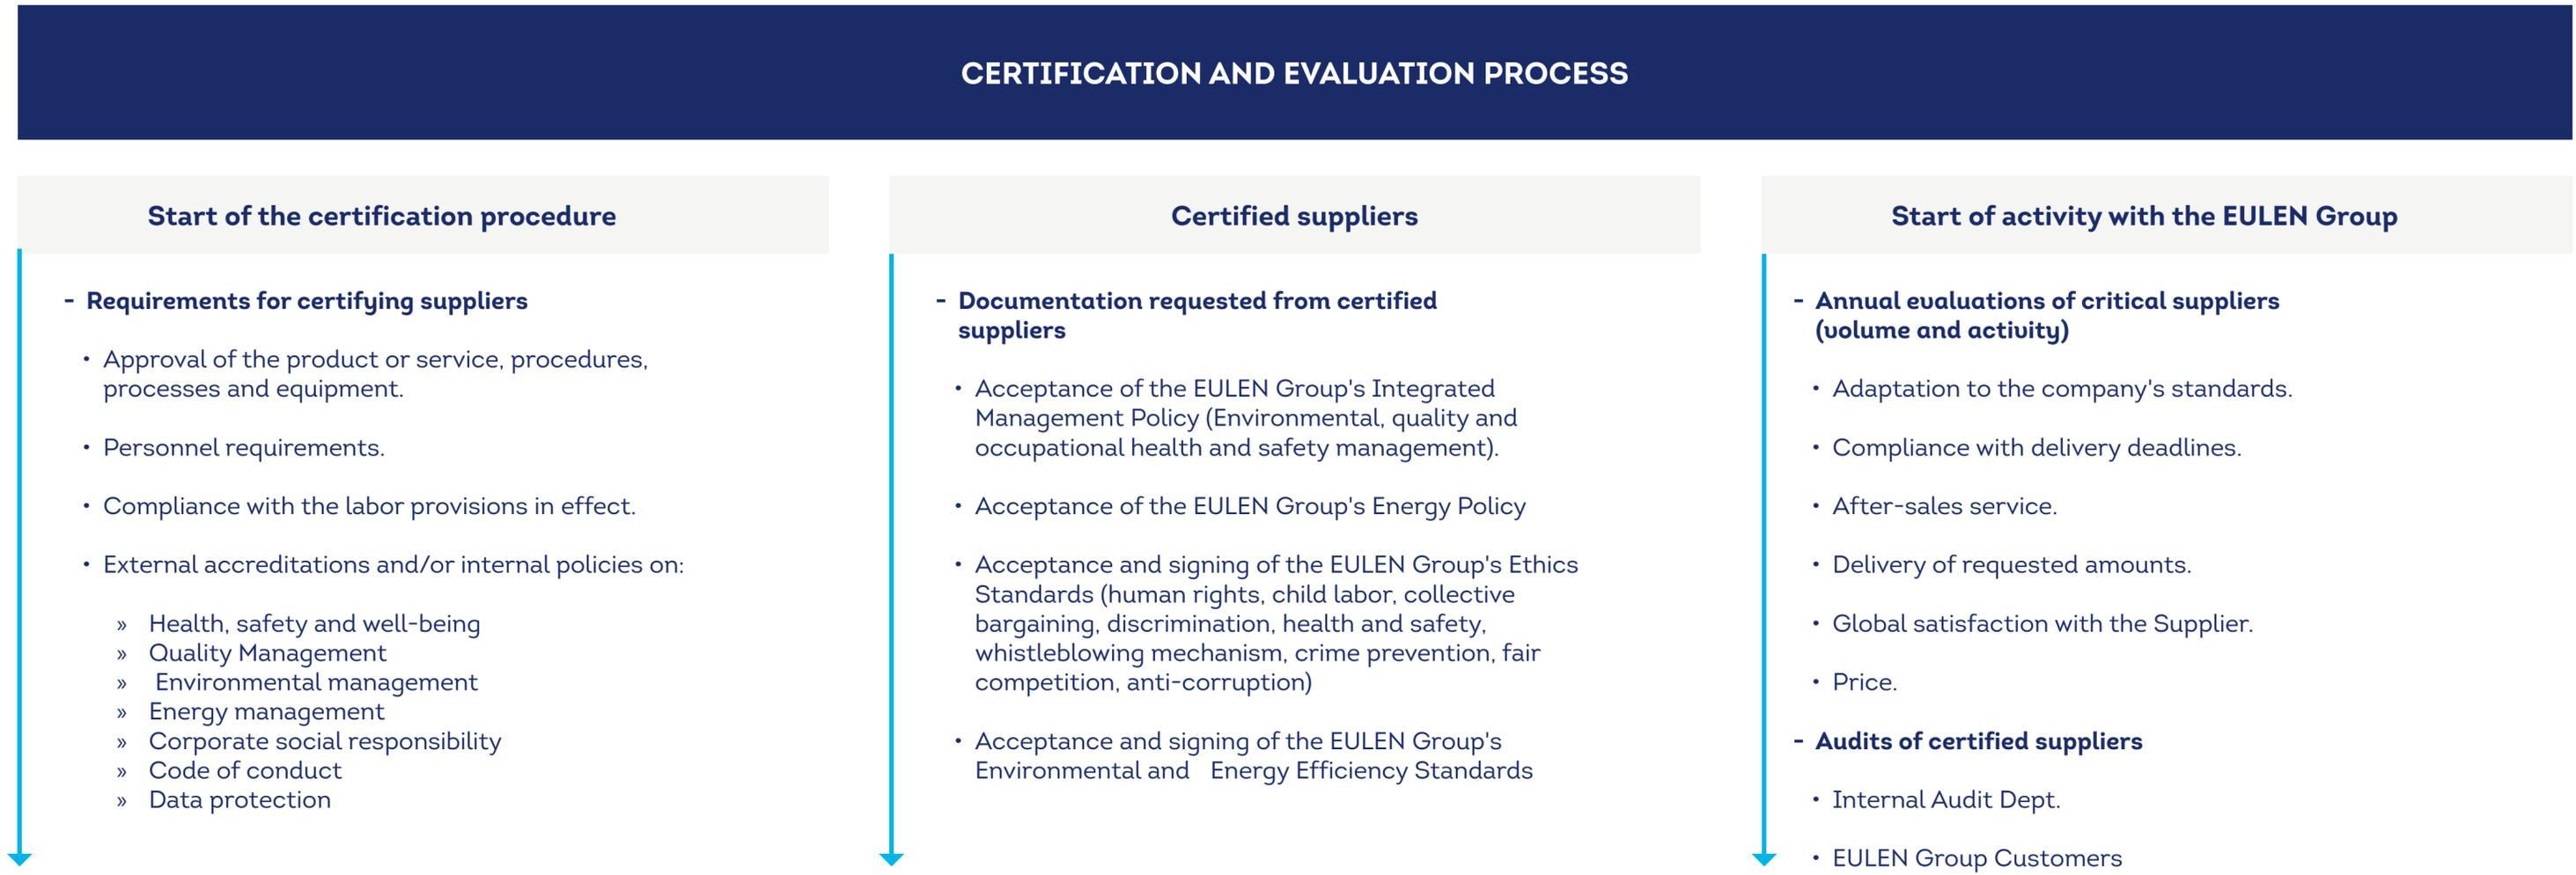 CERTIFICATION AND EVALUATION PROCESS
Start of the certification procedure
- Requirements for certifying suppliers
• Approval of the product or service, procedures,
processes and equipment.
• Personnel requirements.
• Compliance with the labor provisions in effect.
• External accreditations and/or internal policies on:
» Health, safety and well-being
» Quality Management
» Environmental management
» Energy management
» Corporate social responsibility
» Code of conduct
» Data protection
Certified suppliers
- Documentation requested from certified
suppliers
• Acceptance of the EULEN Group's Integrated
Management Policy (Environmental, quality and
occupational health and safety management).
• Acceptance of the EULEN Group's Energy Policy
• Acceptance and signing of the EULEN Group's Ethics
Standards (human rights, child labor, collective
bargaining, discrimination, health and safety,
whistleblowing mechanism, crime prevention, fair
competition, anti-corruption)
• Acceptance and signing of the EULEN Group's
Environmental and Energy Efficiency Standards
Start of activity with the EULEN Group
- Annual evaluations of critical suppliers
(volume and activity)
• Adaptation to the company's standards.
• Compliance with delivery deadlines.
• After-sales service.
• Delivery of requested amounts.
• Global satisfaction with the Supplier.
• Price.
- Audits of certified suppliers
• Internal Audit Dept.
• EULEN Group Customers